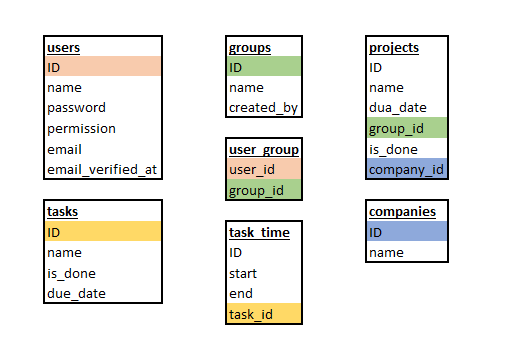 users
ID
name
password
permission
email
email_verified_at
groups
ID
name
created_by
projects
ID
name
dua_date
group_id
is_done
company_id
user_group
user_id
group_id
tasks
ID
name
is_done
due_date
task_time
ID
start
end
task_id
companies
ID
name